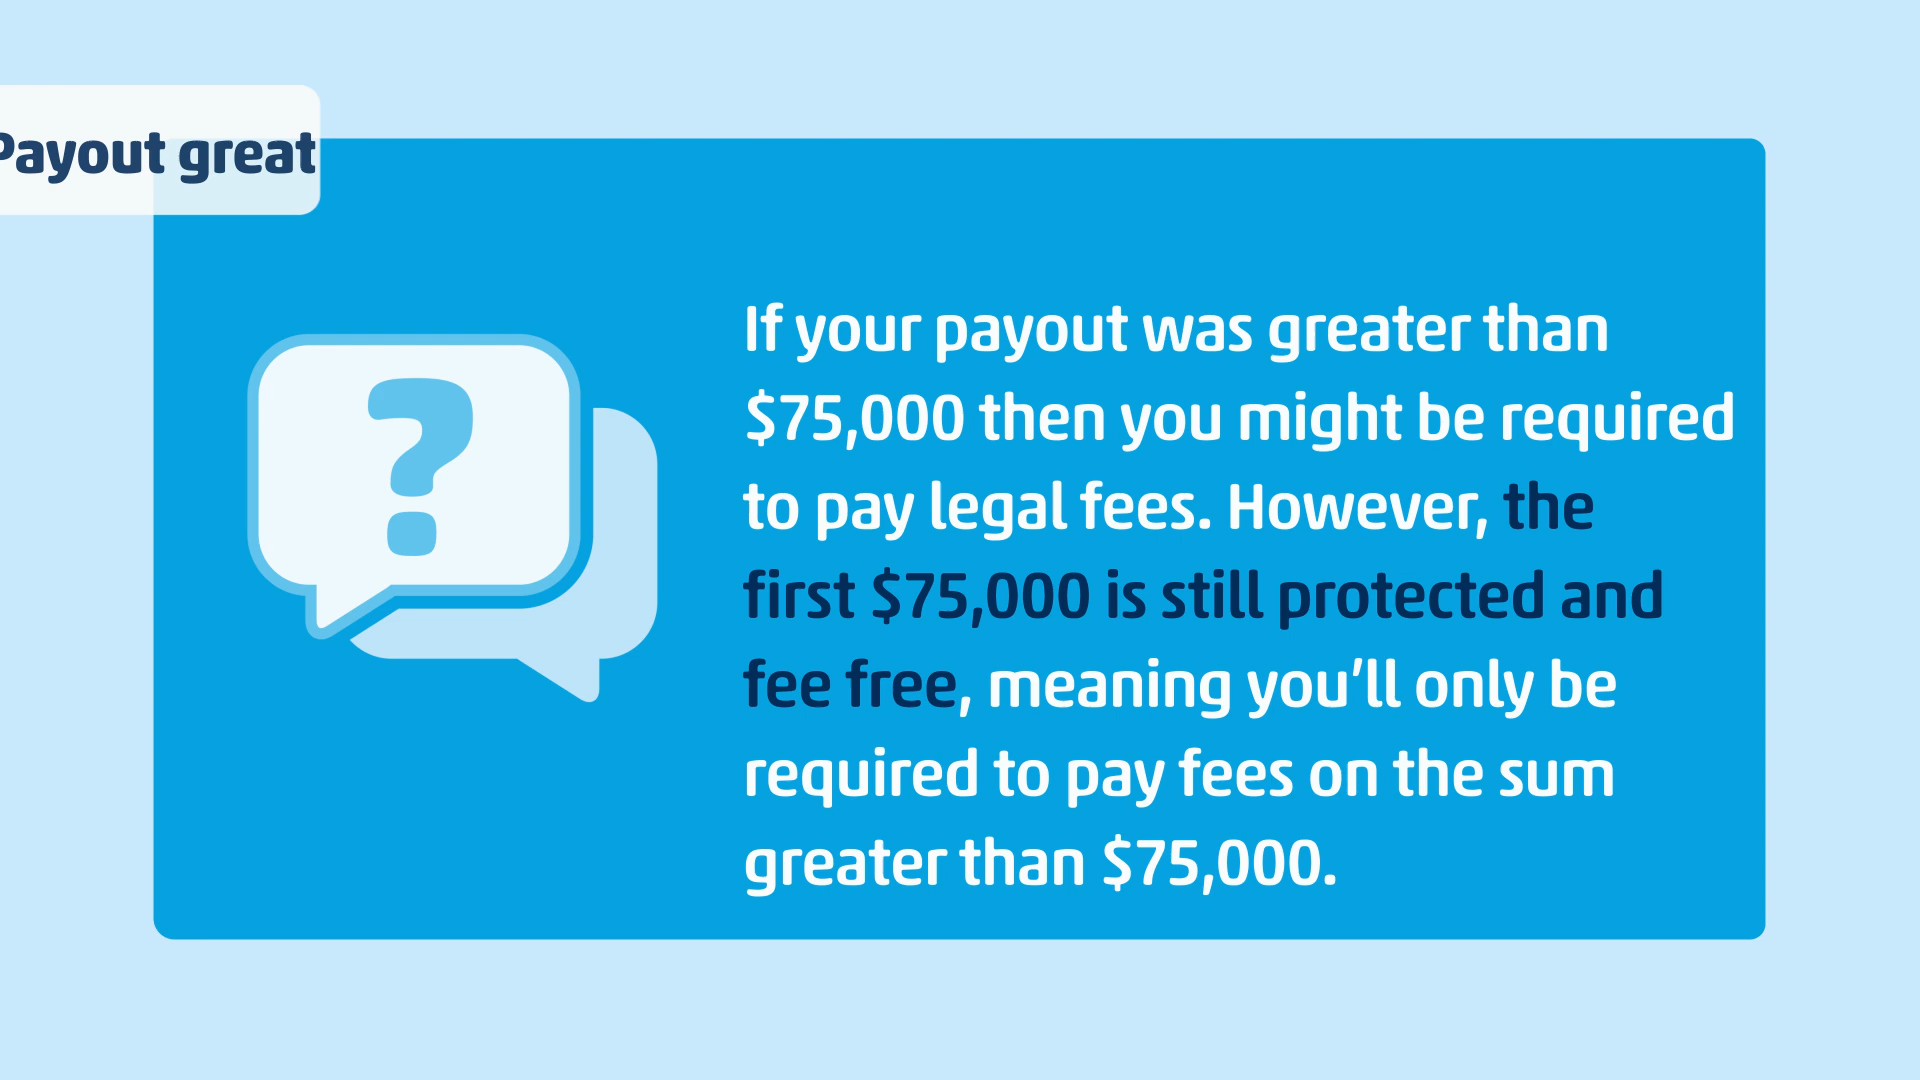 Payout great
If your payout was greater than
$75,000 then you might be required
to pay legal fees. However, the
first $75,000 is still protected and
fee free, meaning you’ll only be
required to pay fees on the sum
greater than $75,000.
?